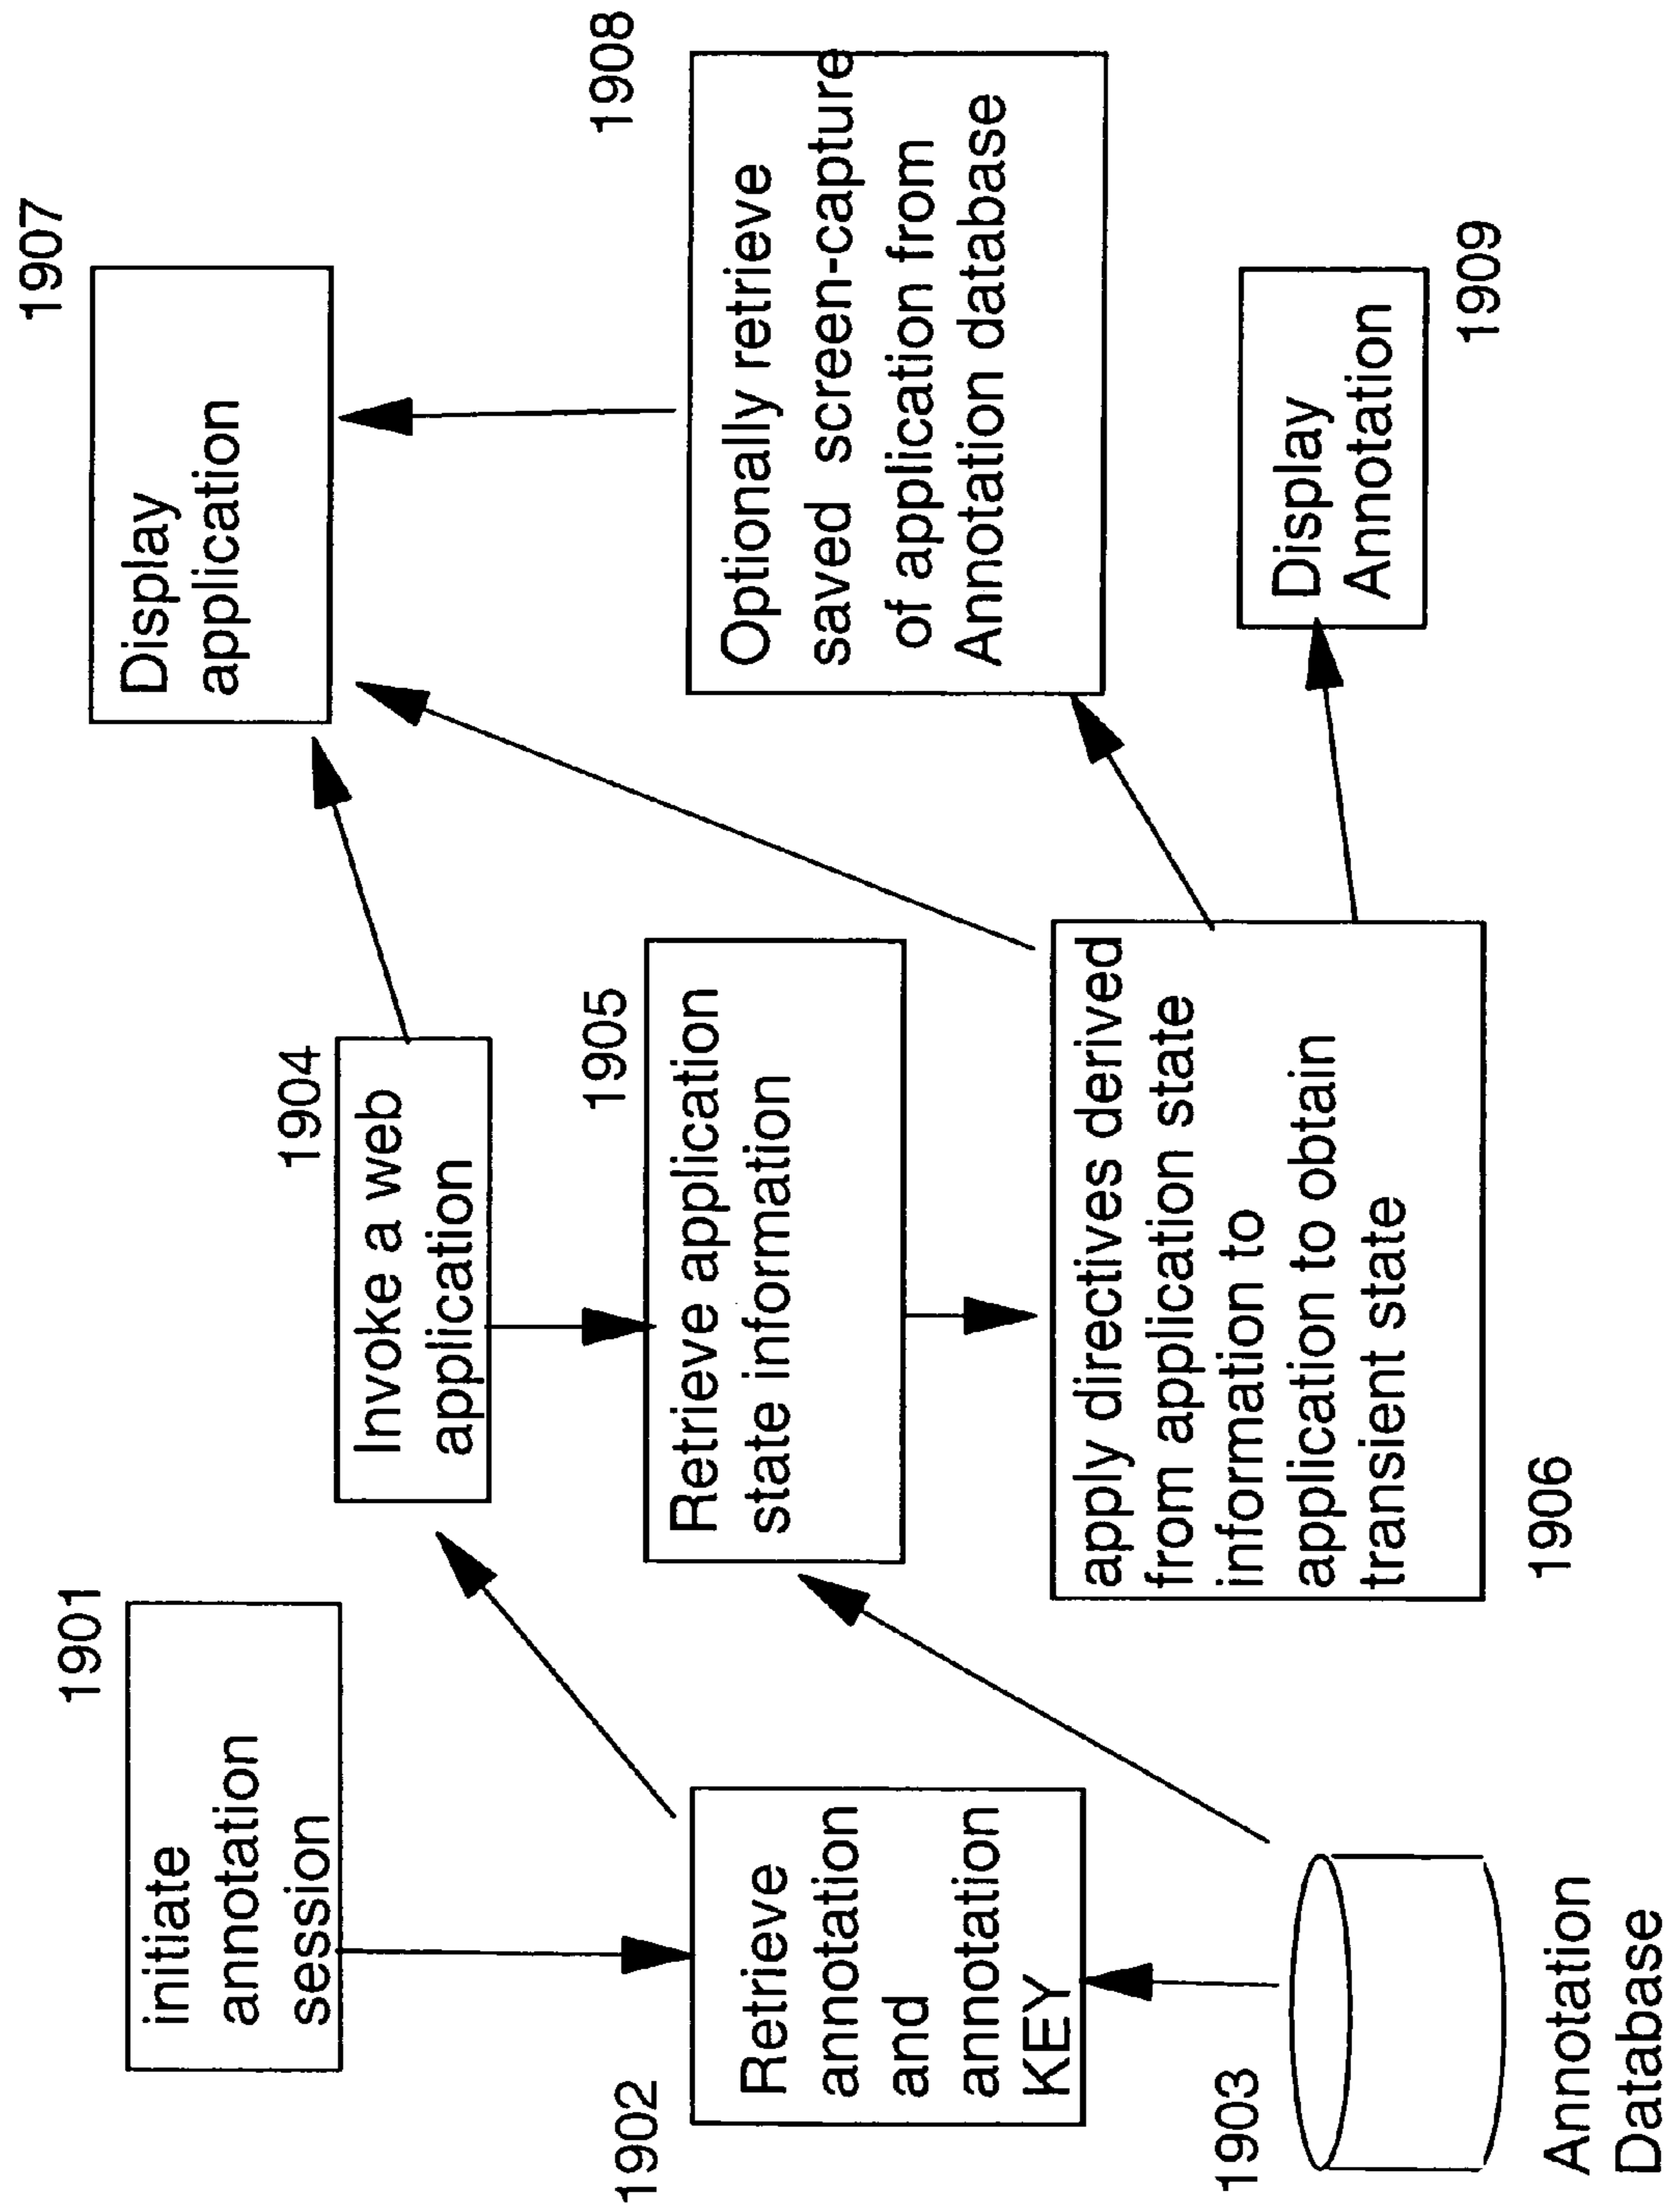 1901
initiate
annotation
session
1902
Retrieve
annotation
and
annotation
KEY
1903
Annotation
Database
1904
Invoke a web
application
1905
Retrieve application
state information
apply directives derived
from application state
information to
application to obtain
transient state
1906
1907
Display
application
1908
Optionally retrieve
saved screen-capture
of application from
Annotation database
Display
Annotation
1909